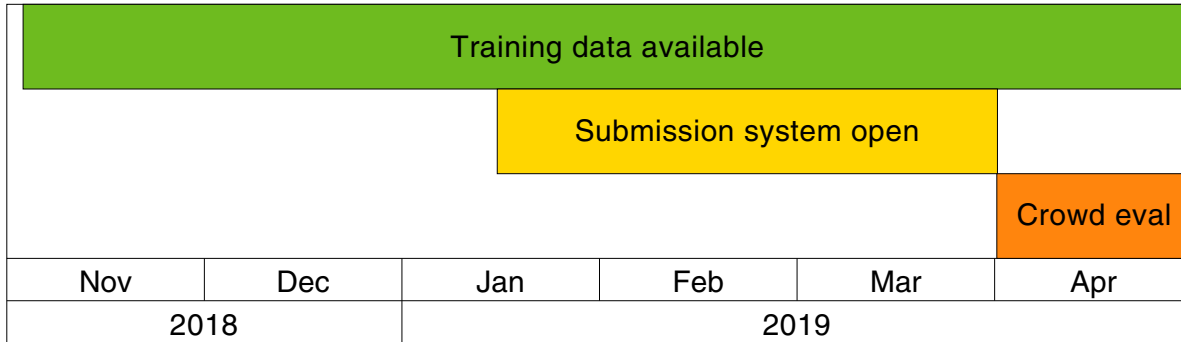 Training data available
Submission system open
Crowd eval
Nov Dec Jan Feb Mar Apr
2018 2019